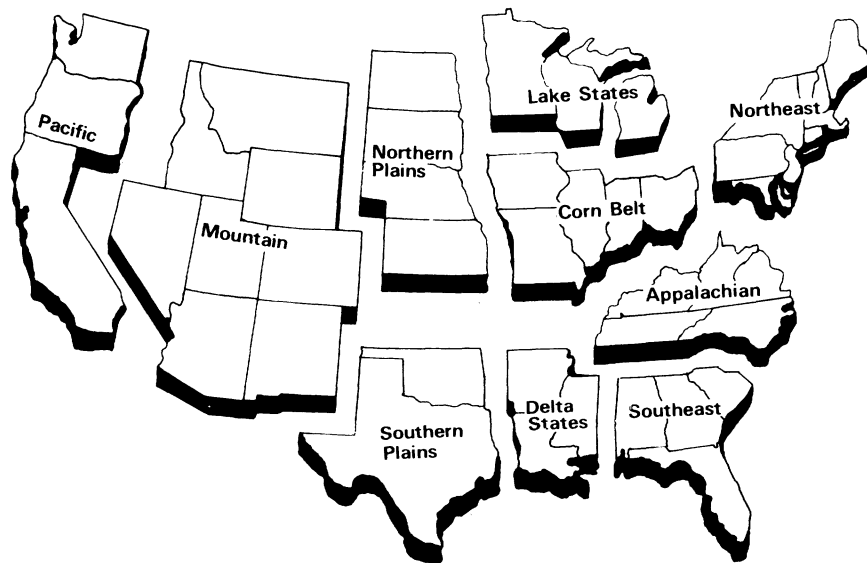 Pacific
Mountain
Northern
Plains
Lake States
Corn Belt
Northeast
Appalachian
Southern
Plains
Delta
States
Southeast